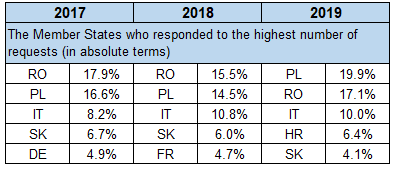 2017 2018 2019
The Member States who responded to the highest number of
requests (in absolute terms)
RO 17.9% RO 15.5% PL 19.9%
PL 16.6% PL 14.5% RO 17.1%
IT 8.2% IT 10.8% IT 10.0%
SK 6.7% SK 6.0% HR 6.4%
DE 4.9% FR 4.7% SK 4.1%